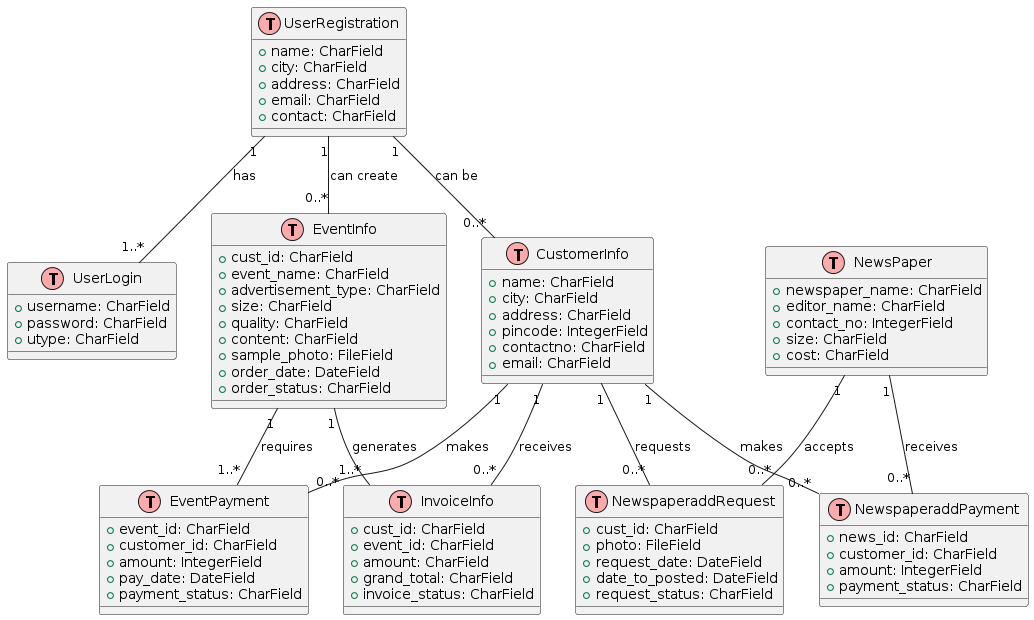 T UserRegistration
name: CharField
city: CharField
address: CharField
email: CharField
contact: CharField
1
1
1
has
can create
can be
1..*
0..*
0..*
T UserLogin
username: CharField
password: CharField
utype: CharField
T EventInfo
cust_id: CharField
event_name: CharField
advertisement_type: CharField
size: CharField
quality: CharField
content: CharField
sample_photo: FileField
order_date: DateField
order_status: CharField
T CustomerInfo
name: CharField
city: CharField
address: CharField
pincode: IntegerField
contactno: CharField
email: CharField
T NewsPaper
newspaper_name: CharField
editor_name: CharField
contact_no: IntegerField
size: CharField
cost: CharField
1
1
1
1
1
1
1
1
requires
generates
makes
receives
requests
makes
accepts
receives
1..*
0..*
1..*
0..*
0..*
0..*
0..*
0..*
T EventPayment
event_id: CharField
customer_id: CharField
amount: IntegerField
pay_date: DateField
payment_status: CharField
T InvoiceInfo
cust_id: CharField
event_id: CharField
amount: CharField
grand_total: CharField
invoice_status: CharField
T NewspaperaddRequest
cust_id: CharField
photo: FileField
request_date: DateField
date_to_posted: DateField
request_status: CharField
T NewspaperaddPayment
news_id: CharField
customer_id: CharField
amount: IntegerField
payment_status: CharField